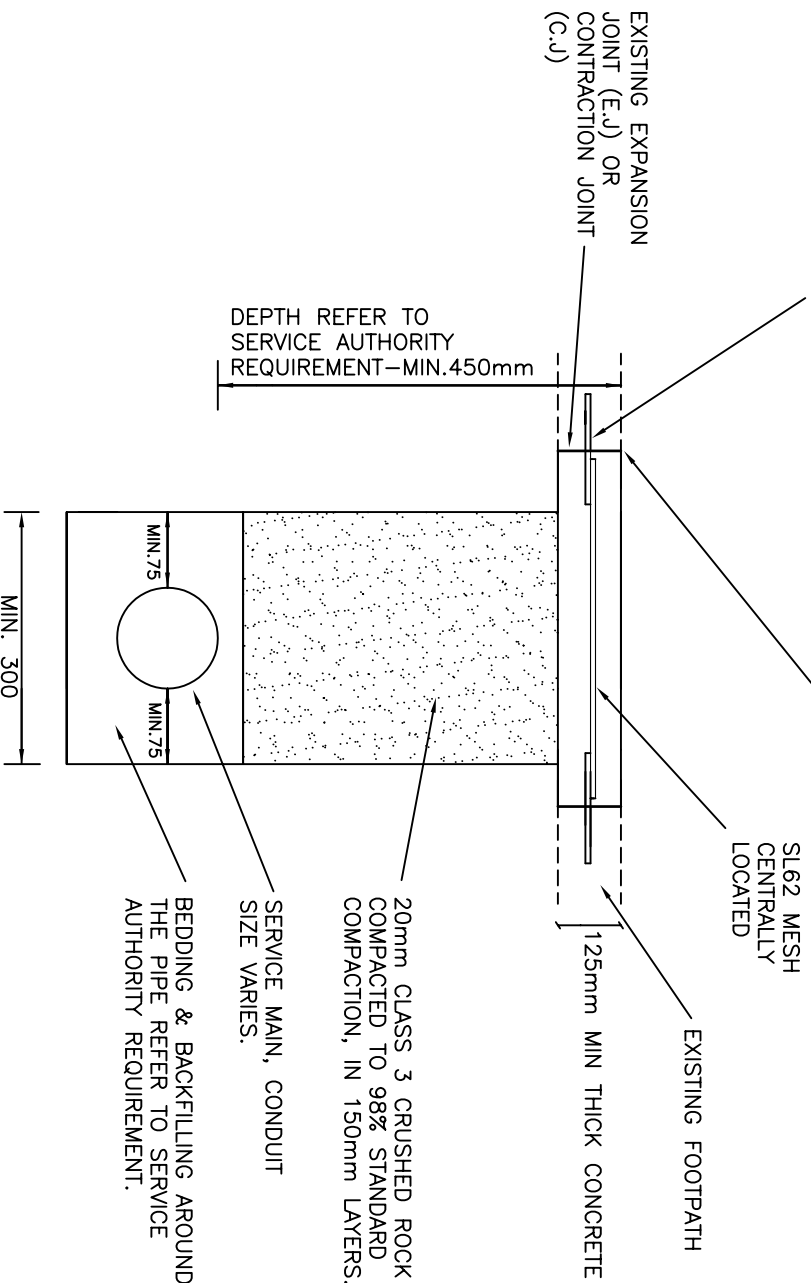 EXISTING EXPANSION
JOINT (E.J) OR
CONTRACTION JOINT
(C.J)
DEPTH REFER TO
SERVICE AUTHORITY
REQUIREMENT-MIN.450mm
MIN.75
MIN.75
MIN. 300
SL62 MESH
CENTRALLY
LOCATED
EXISTING FOOTPATH
125mm MIN THICK CONCRETE
20mm CLASS 3 CRUSHED ROCK
COMPACTED TO 98% STANDARD
COMPACTION, IN 150mm LAYERS.
SERVICE MAIN, CONDUIT
SIZE VARIES.
BEDDING & BACKFILLING AROUND
THE PIPE REFER TO SERVICE
AUTHORITY REQUIREMENT.